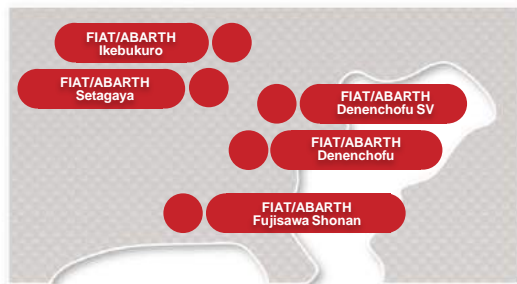 FIAT/ABARTH
Ikebukuro
FIAT/ABARTH
Setagaya
FIAT/ABARTH
Denenchofu SV
FIAT/ABARTH
Denenchofu
FIAT/ABARTH
Fujisawa Shonan